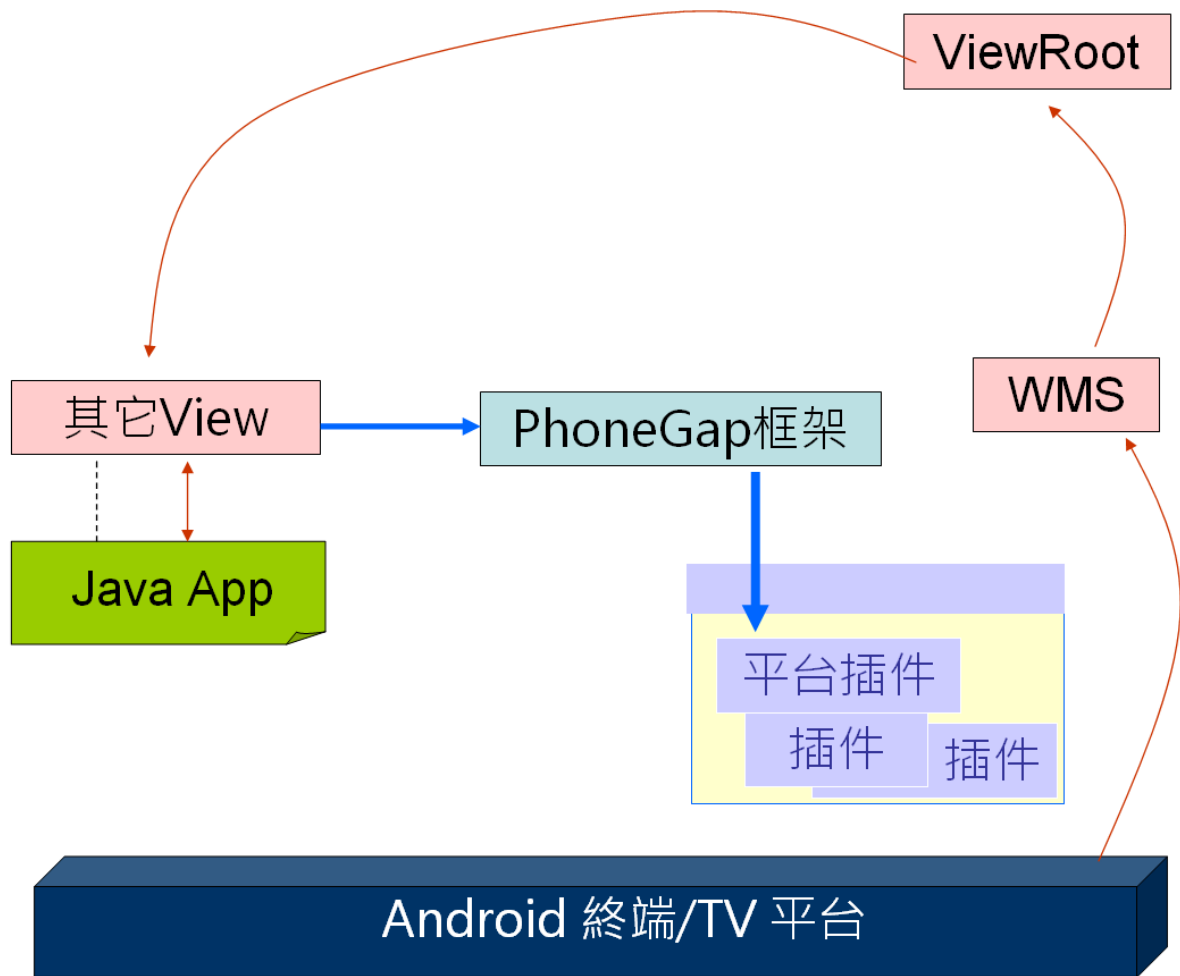 ViewRoot
WMS
其它View
PhoneGap框架
Java App
平台插件
插件
插件
Android 終端/TV 平台